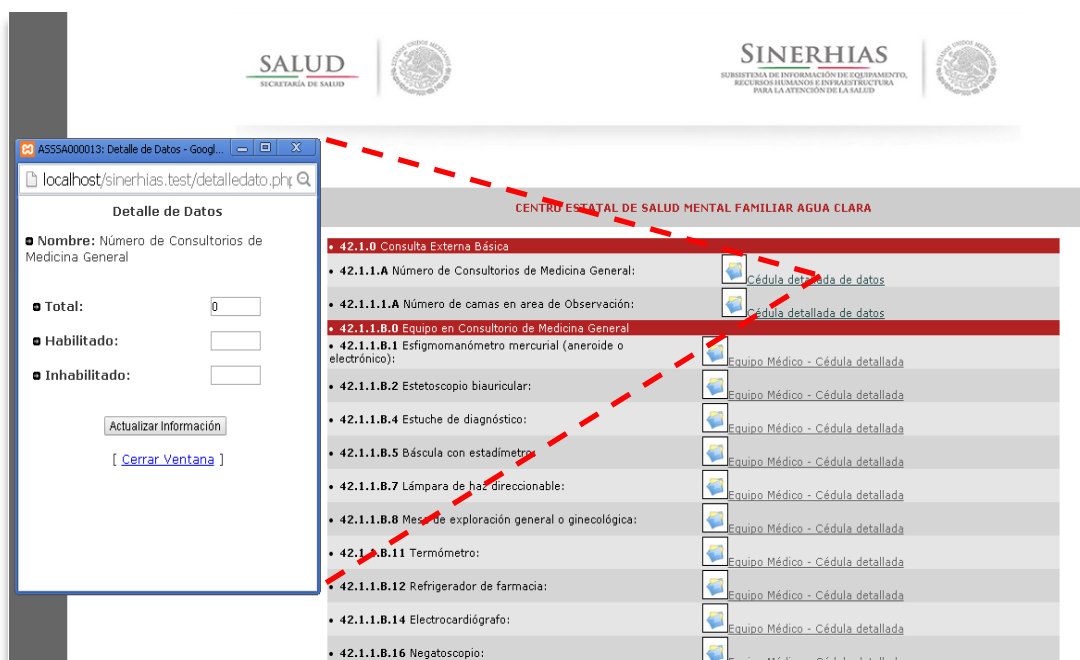 SALUD
SECRETARÍA DE SALUD
SINERHIAS
SUBSISTEMA DE INFORMACIÓN DE EQUIPAMIENTO,
RECURSOS HUMANOS E INFRAESTRUCTURA
PARA LA ATENCIÓN DE LA SALUD
ASSSA000013: Detalle de Datos - Googl...
localhost/sinerhias.test/detalledato.php
Detalle de Datos
Nombre: Número de Consultorios de
Medicina General
Total: 0
Habilitado:
Inhabilitado:
Actualizar Información
[ Cerrar Ventana ]
CENTRO ESTATAL DE SALUD MENTAL FAMILIAR AGUA CLARA
• 42.1.0 Consulta Externa Básica
• 42.1.1.A Número de Consultorios de Medicina General: Cédula detallada de datos
• 42.1.1.1.A Número de camas en area de Observación: Cédula detallada de datos
• 42.1.1.B.0 Equipo en Consultorio de Medicina General
• 42.1.1.B.1 Esfigmomanómetro mercurial (aneroide o
electrónico): Equipo Médico - Cédula detallada
• 42.1.1.B.2 Estetoscopio biauricular: Equipo Médico - Cédula detallada
• 42.1.1.B.4 Estuche de diagnóstico: Equipo Médico - Cédula detallada
• 42.1.1.B.5 Báscula con estadímetro: Equipo Médico - Cédula detallada
• 42.1.1.B.7 Lámpara de haz direccionable: Equipo Médico - Cédula detallada
• 42.1.1.B.8 Mesa de exploración general o ginecológica: Equipo Médico - Cédula detallada
• 42.1.1.B.11 Termómetro: Equipo Médico - Cédula detallada
• 42.1.1.B.12 Refrigerador de farmacia: Equipo Médico - Cédula detallada
• 42.1.1.B.14 Electrocardiógrafo: Equipo Médico - Cédula detallada
• 42.1.1.B.16 Negatoscopio: